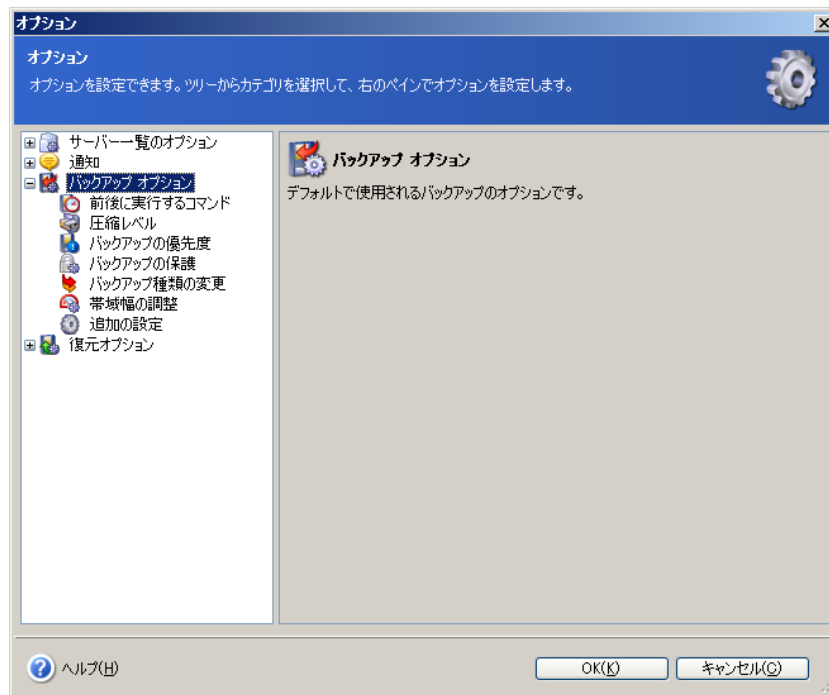 オプション
オプション
オプションを設定できます。ツリーからカテゴリを選択して、右のペインでオプションを設定します。
サーバー一覧のオプション
通知
バックアップ オプション
前後に実行するコマンド
圧縮レベル
バックアップの優先度
バックアップの保護
バックアップ種類の変更
帯域幅の調整
追加の設定
復元オプション
バックアップ オプション
デフォルトで使用されるバックアップのオプションです。
ヘルプ(H)
OK(K)
キャンセル(C)